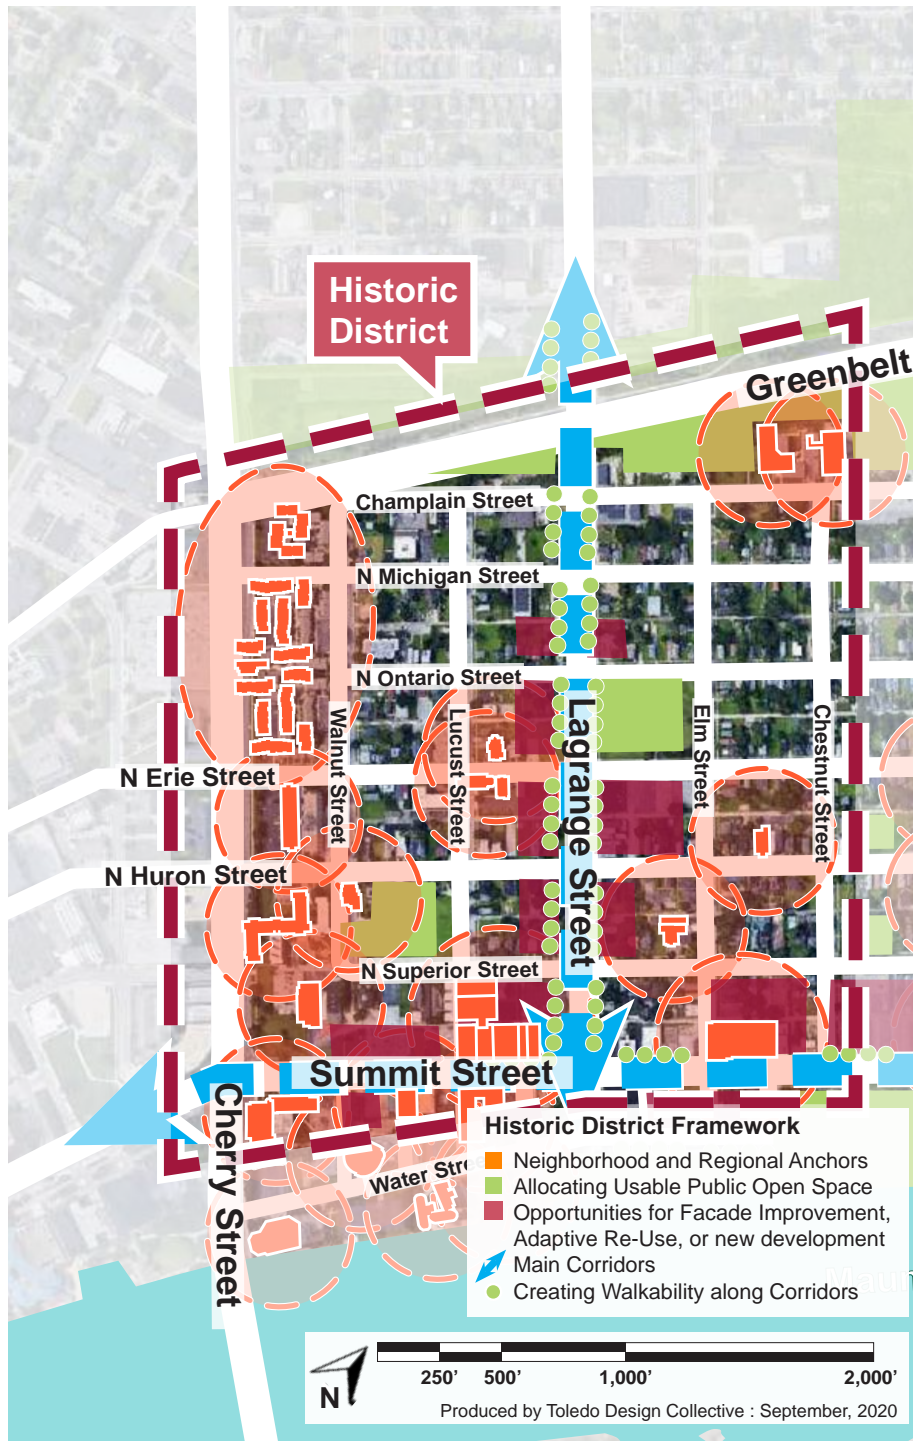 Historic
District
Greenbelt
Champlain Street
N Michigan Street
N Ontario Street
Walnut Street
Lucust Street
Lagrange Street
Elm Street
Chestnut Street
N Erie Street
N Huron Street
N Superior Street
Summit Street
Cherry Street
Water Stree
Historic District Framework
Neighborhood and Regional Anchors
Allocating Usable Public Open Space
Opportunities for Facade Improvement,
Adaptive Re-Use, or new development
Main Corridors
Creating Walkability along Corridors
N
250’ 500’ 1,000’ 2,000’
Produced by Toledo Design Collective : September, 2020